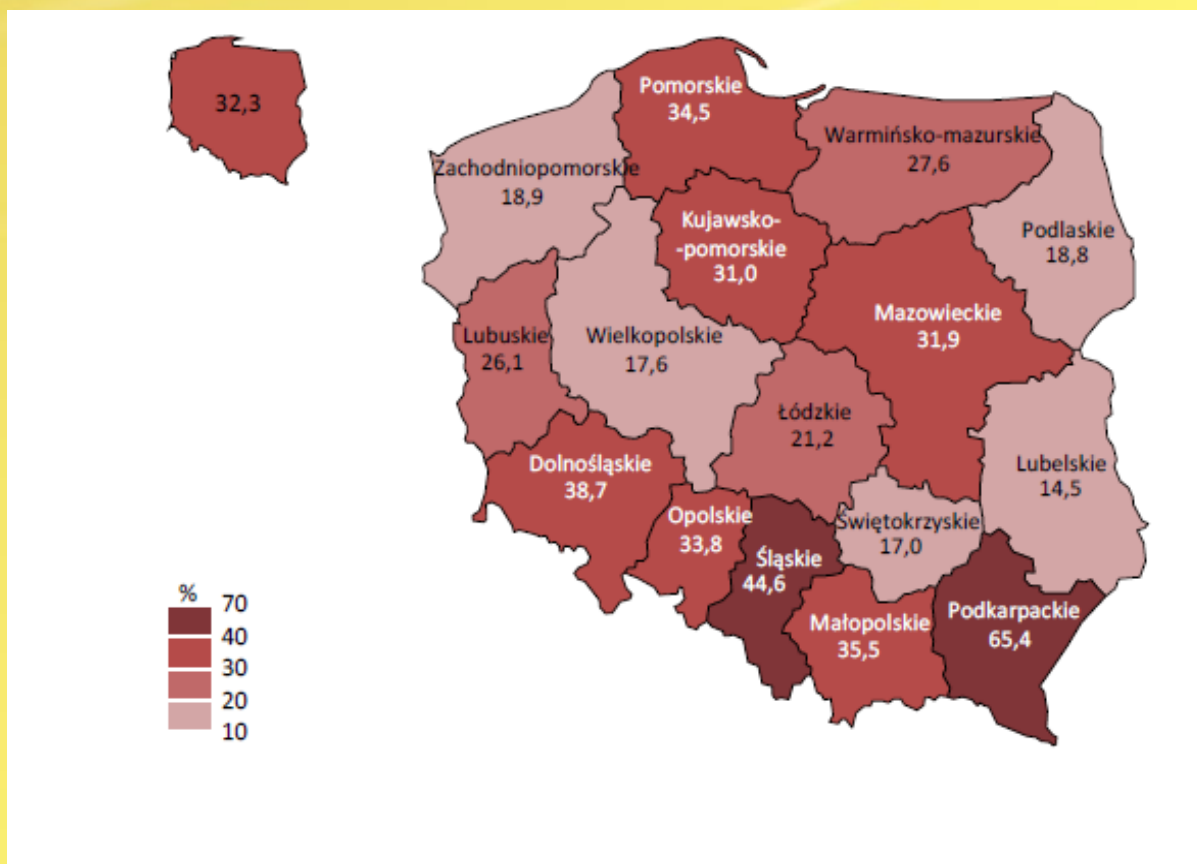 32,3
Pomorskie
34,5
Warmińsko-mazurskie
27,6
Zachodniopomorskie
18,9
Kujawsko-
-pomorskie
31,0
Podlaskie
18,8
Mazowieckie
31,9
Lubuskie
26,1
Wielkopolskie
17,6
Łódzkie
21,2
Lubelskie
14,5
Dolnośląskie
38,7
Opolskie
33,8
Świętokrzyskie
17,0
Śląskie
44,6
Małopolskie
35,5
Podkarpackie
65,4
%
70
40
30
20
10